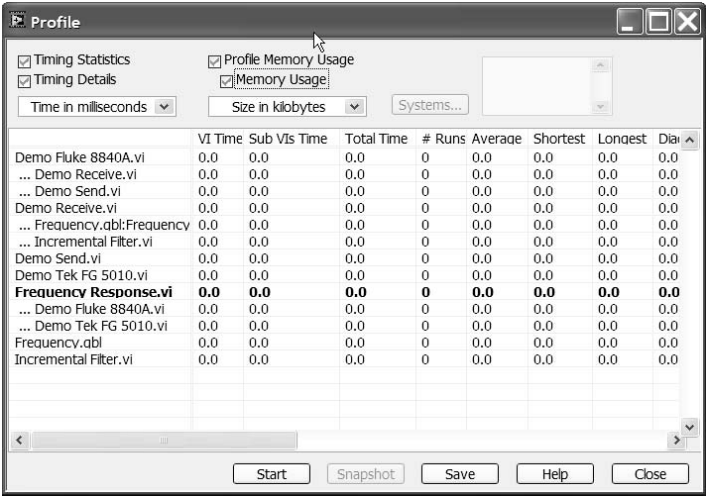 Profile
Timing Statistics
Profile Memory Usage
Timing Details
Memory Usage
Time in milliseconds
Size in kilobytes
Systems...
VI Time Sub VIs Time Total Time # Runs Average Shortest Longest
Demo Fluke 8840A.vi 0.0 0.0 0.0 0 0.0 0.0 0.0 0.0
... Demo Receive.vi 0.0 0.0 0.0 0 0.0 0.0 0.0 0.0
... Demo Send.vi 0.0 0.0 0.0 0 0.0 0.0 0.0 0.0
Demo Receive.vi 0.0 0.0 0.0 0 0.0 0.0 0.0 0.0
... Frequency.gbl:Frequency 0.0 0.0 0.0 0 0.0 0.0 0.0 0.0
... Incremental Filter.vi 0.0 0.0 0.0 0 0.0 0.0 0.0 0.0
Demo Send.vi 0.0 0.0 0.0 0 0.0 0.0 0.0 0.0
Demo Tek FG 5010.vi 0.0 0.0 0.0 0 0.0 0.0 0.0 0.0
Frequency Response.vi 0.0 0.0 0.0 0 0.0 0.0 0.0 0.0
... Demo Fluke 8840A.vi 0.0 0.0 0.0 0 0.0 0.0 0.0 0.0
... Demo Tek FG 5010.vi 0.0 0.0 0.0 0 0.0 0.0 0.0 0.0
Frequency.gbl 0.0 0.0 0.0 0 0.0 0.0 0.0 0.0
Incremental Filter.vi 0.0 0.0 0.0 0 0.0 0.0 0.0 0.0
Start Snapshot Save Help Close